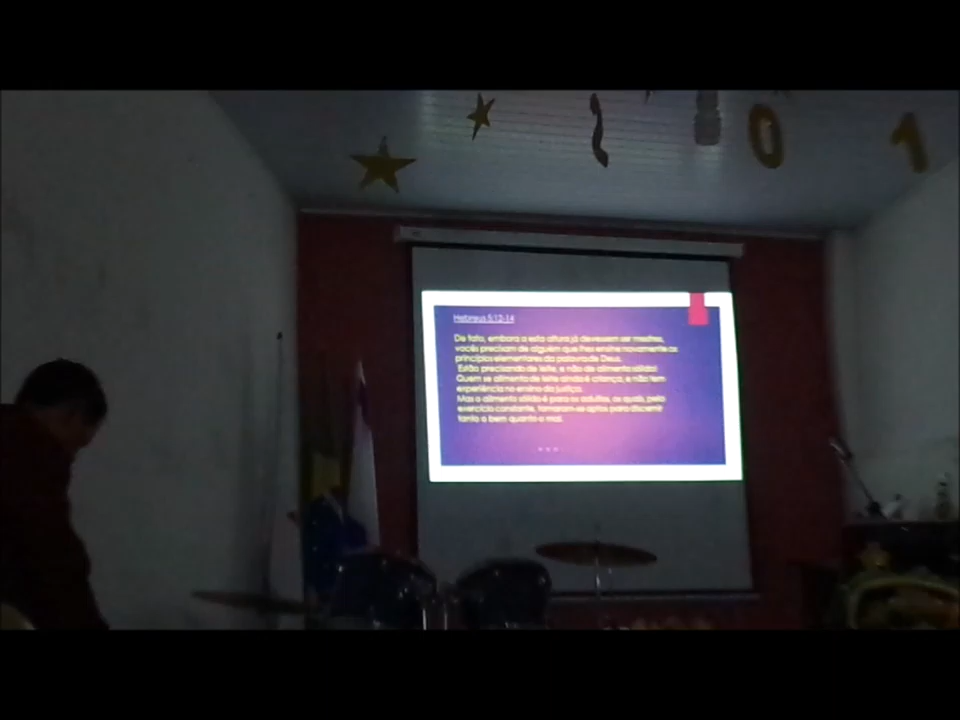 0 1
Hebreus 5:12-14
De fato, embora a esta altura já devessem ser mestres,
vocês precisam de alguém que lhes ensine novamente os
princípios elementares da palavra de Deus.
Estão precisando de leite, e não de alimento sólido!
Quem se alimenta de leite ainda é criança, e não tem
experiência no ensino da justiça.
Mas o alimento sólido é para os adultos, os quais, pelo
exercício constante, tornaram-se aptos para discernir
tanto o bem quanto o mal.